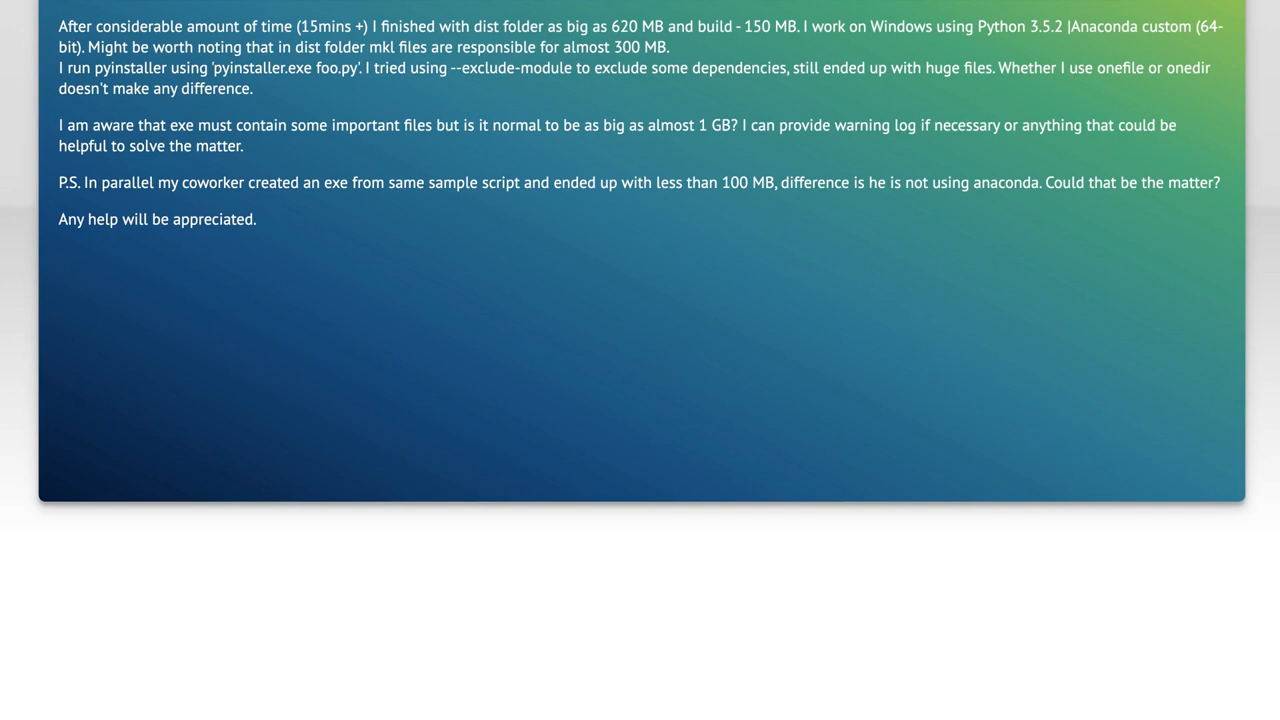 After considerable amount of time (15mins +) I finished with dist folder as big as 620 MB and build - 150 MB. I work on Windows using Python 3.5.2 |Anaconda custom (64-
bit). Might be worth noting that in dist folder mkl files are responsible for almost 300 MB.
I run pyinstaller using 'pyinstaller.exe foo.py'. I tried using --exclude-module to exclude some dependencies, still ended up with huge files. Whether I use onefile or onedir
doesn't make any difference.
I am aware that exe must contain some important files but is it normal to be as big as almost 1 GB? I can provide warning log if necessary or anything that could be
helpful to solve the matter.
P.S. In parallel my coworker created an exe from same sample script and ended up with less than 100 MB, difference is he is not using anaconda. Could that be the matter?
Any help will be appreciated.